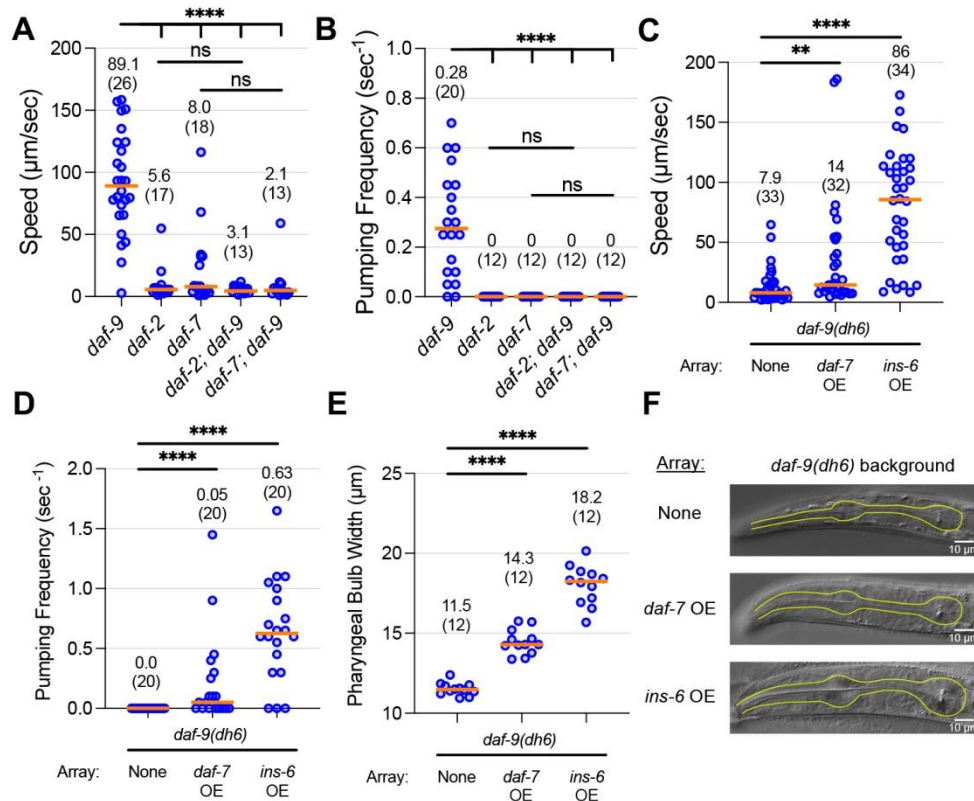 A
Speed (µm/sec)
200
150
100
50
0
****
ns
ns
89.1
(26)
5.6
(17)
8.0
(18)
3.1
(13)
2.1
(13)
daf-9
daf-2
daf-7
daf-2; daf-9
daf-7; daf-9
B
Pumping Frequency (sec-1)
1.0
0.8
0.6
0.4
0.2
0.0
****
0.28
(20)
ns
ns
0
(12)
0
(12)
0
(12)
0
(12)
daf-9
daf-2
daf-7
daf-2; daf-9
daf-7; daf-9
C
Speed (µm/sec)
200
150
100
50
0
****
**
7.9
(33)
14
(32)
86
(34)
daf-9(dh6)
Array: None daf-7 OE ins-6 OE
D
Pumping Frequency (sec-1)
2.0
1.5
1.0
0.5
0.0
****
****
0.0
(20)
0.05
(20)
0.63
(20)
daf-9(dh6)
Array: None daf-7 OE ins-6 OE
E
Pharyngeal Bulb Width (µm)
25
20
15
10
****
****
11.5
(12)
14.3
(12)
18.2
(12)
daf-9(dh6)
Array: None daf-7 OE ins-6 OE
F
Array: daf-9(dh6) background
None
10 µm
daf-7 OE
10 µm
ins-6 OE
10 µm